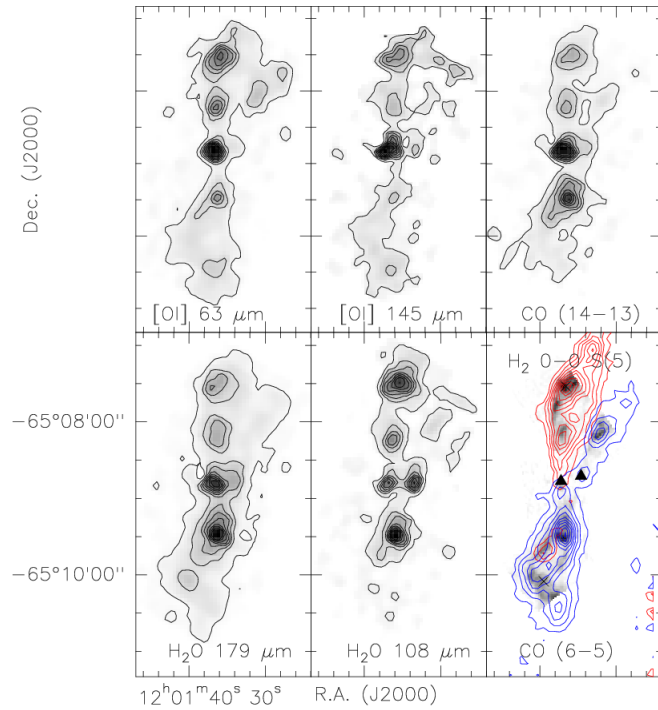 Dec. (J2000)
[OI] 63 μm
[OI] 145 μm
CO (14−13)
H₂ 0−0 S(5)
−65°08'00"
−65°10'00"
H₂O 179 μm
H₂O 108 μm
CO (6−5)
12ʰ01ᵐ40ˢ 30ˢ
R.A. (J2000)